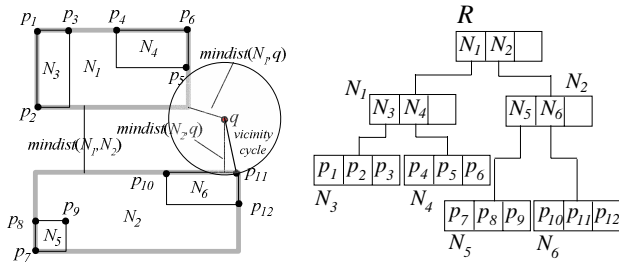 p1 p3 p4 p6
mindist(N1,q)
N4
N3 N1
p5
p2
q
mindist(N2,q)
vicinity
cycle
mindist(N1,N2)
p10 p11
N6
p12
p9
N2
p8
N5
p7
R
N1 N2
N1 N2
N3 N4
N5 N6
p1 p2 p3 p4 p5 p6
N3 N4
p7 p8 p9 p10 p11 p12
N5 N6